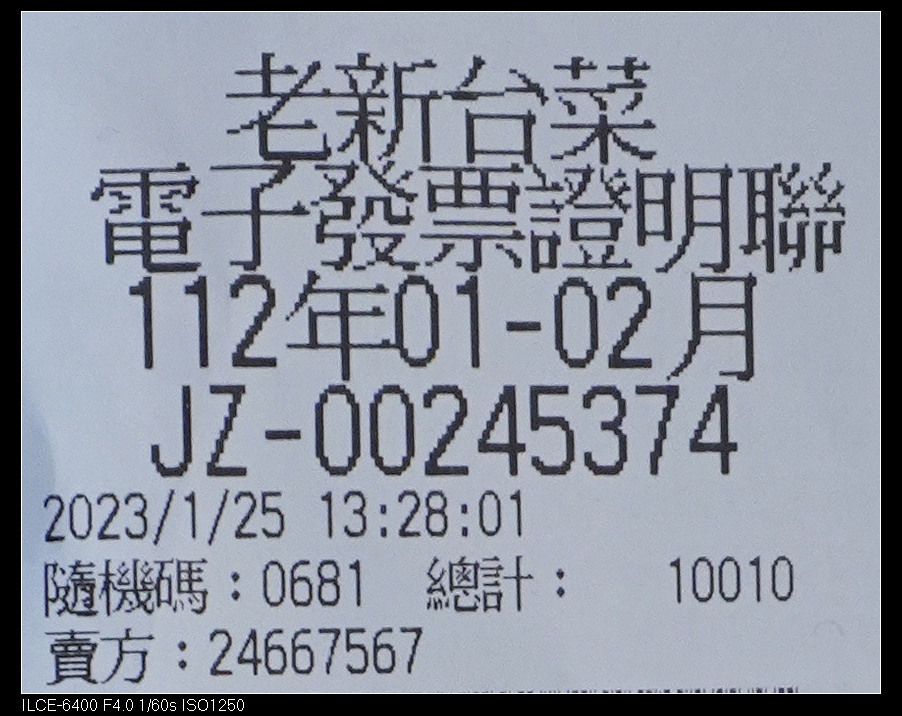 老新台菜
電子發票證明聯
112年01-02月
JZ-00245374
2023/1/25 13:28:01
隨機碼：0681 總計： 10010
賣方：24667567
ILCE-6400 F4.0 1/60s ISO1250